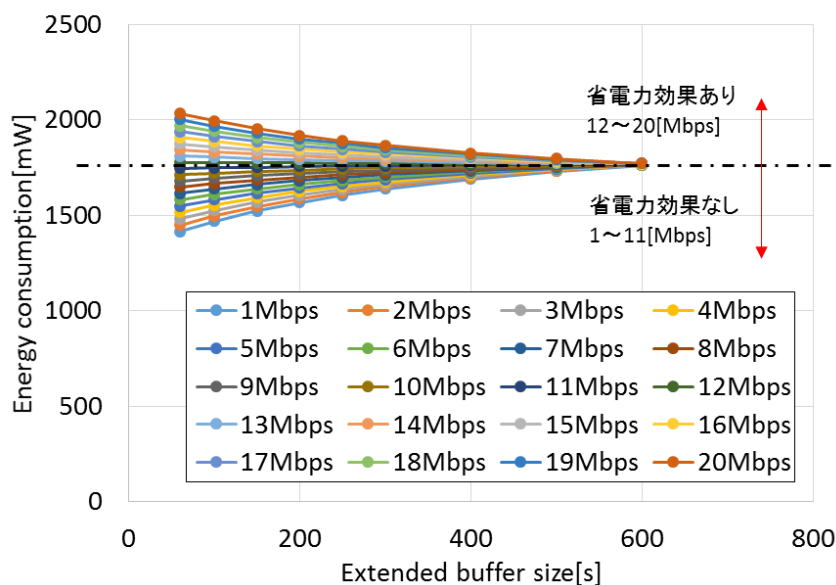 2500
2000
1500
1000
500
0
Energy consumption[mW]
省電力効果あり
12～20[Mbps]
省電力効果なし
1～11[Mbps]
1Mbps 2Mbps 3Mbps 4Mbps
5Mbps 6Mbps 7Mbps 8Mbps
9Mbps 10Mbps 11Mbps 12Mbps
13Mbps 14Mbps 15Mbps 16Mbps
17Mbps 18Mbps 19Mbps 20Mbps
0 200 400 600 800
Extended buffer size[s]